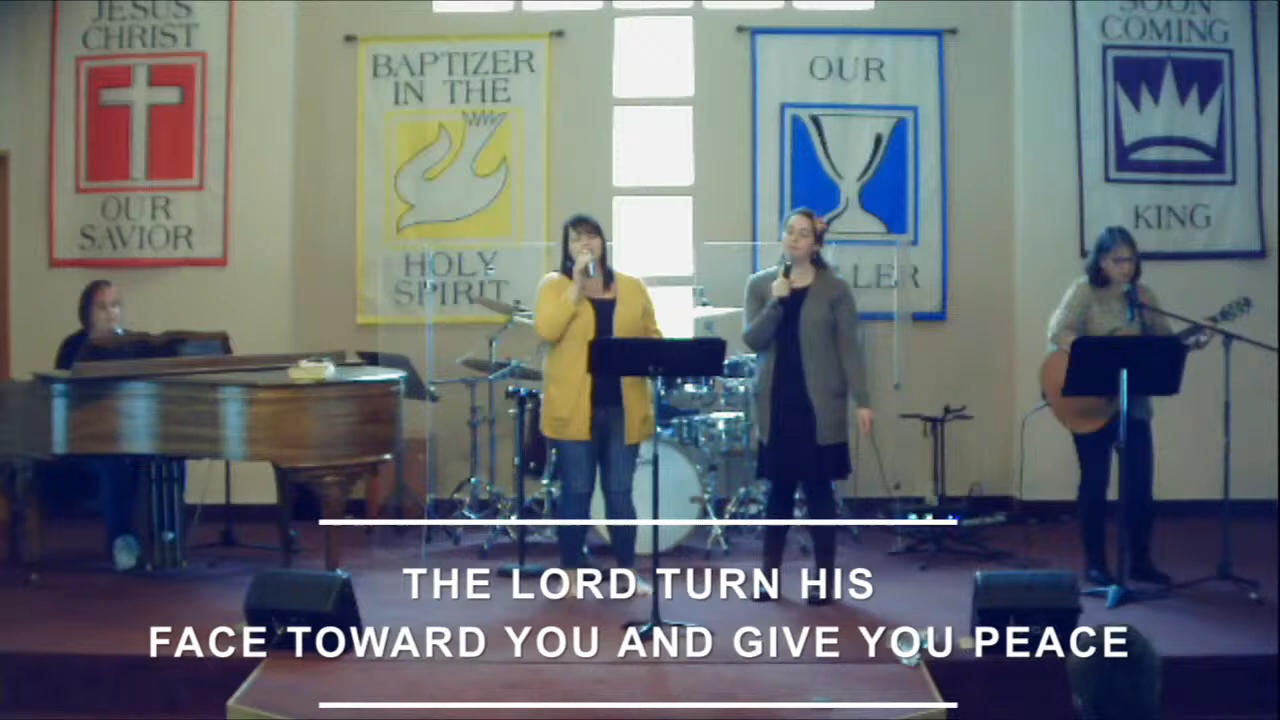 JESUS
CHRIST
OUR
SAVIOR
BAPTIZER
IN THE
HOLY
SPIRIT
OUR
SOON
COMING
KING
THE LORD TURN HIS
FACE TOWARD YOU AND GIVE YOU PEACE